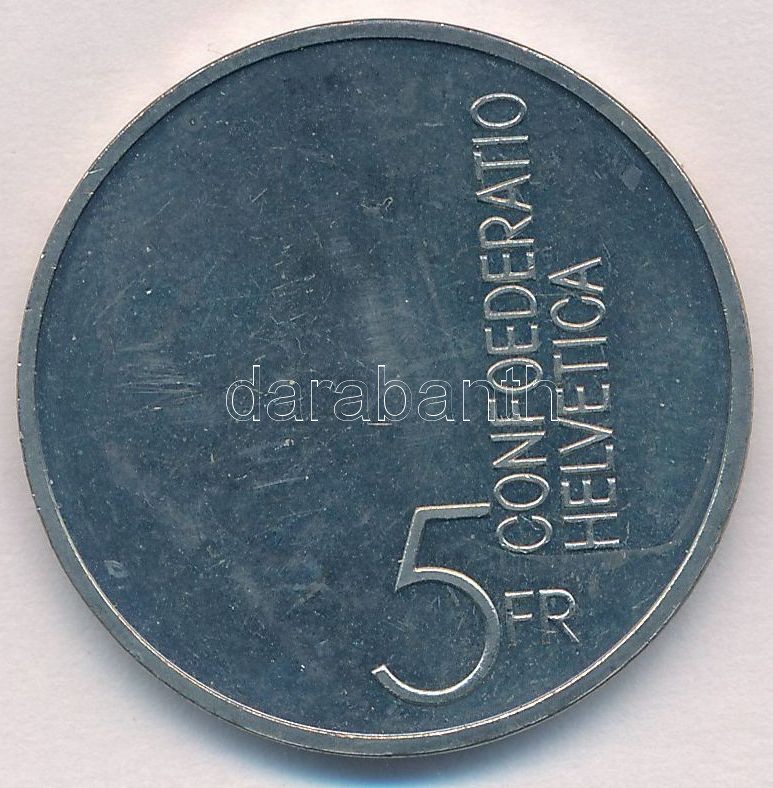 CONFOEDERATIO
HELVETICA
5 FR
darabanth